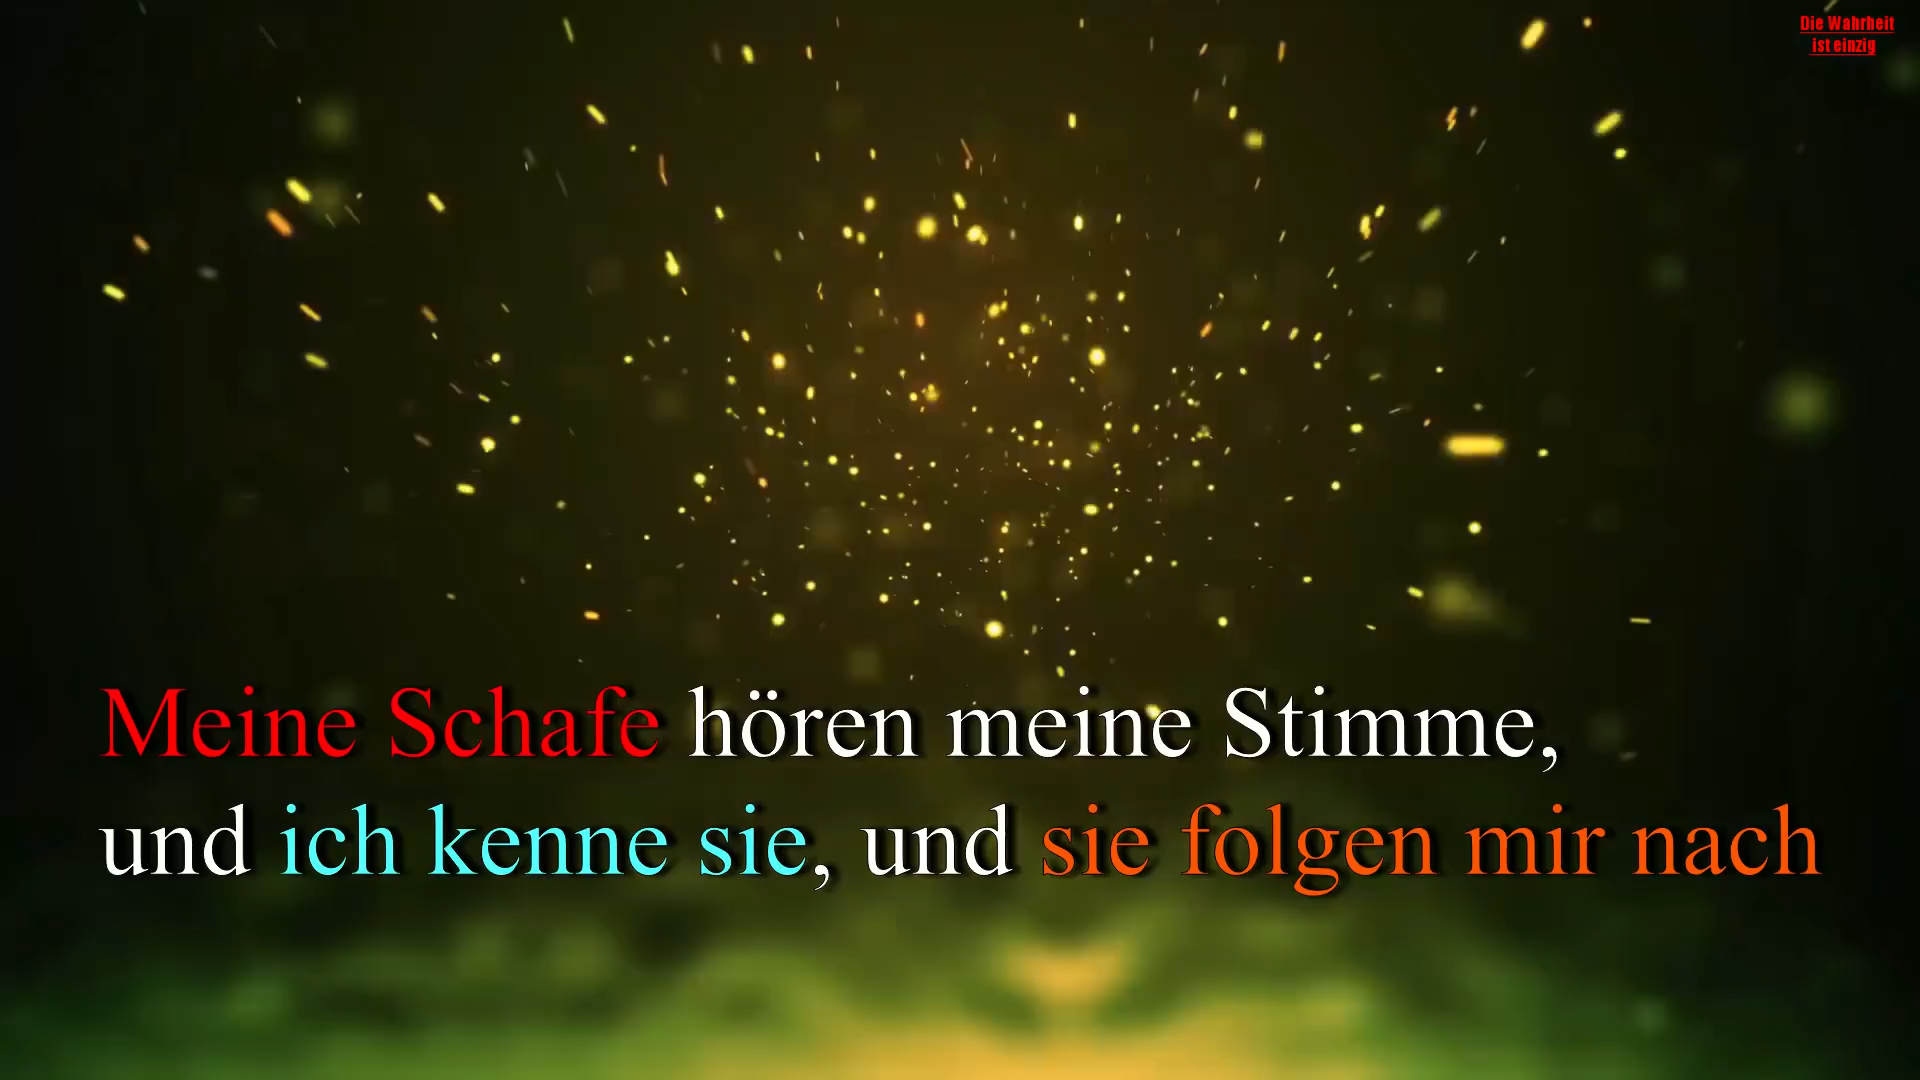 Die Wahrheit
ist einzig
Meine Schafe hören meine Stimme,
und ich kenne sie, und sie folgen mir nach